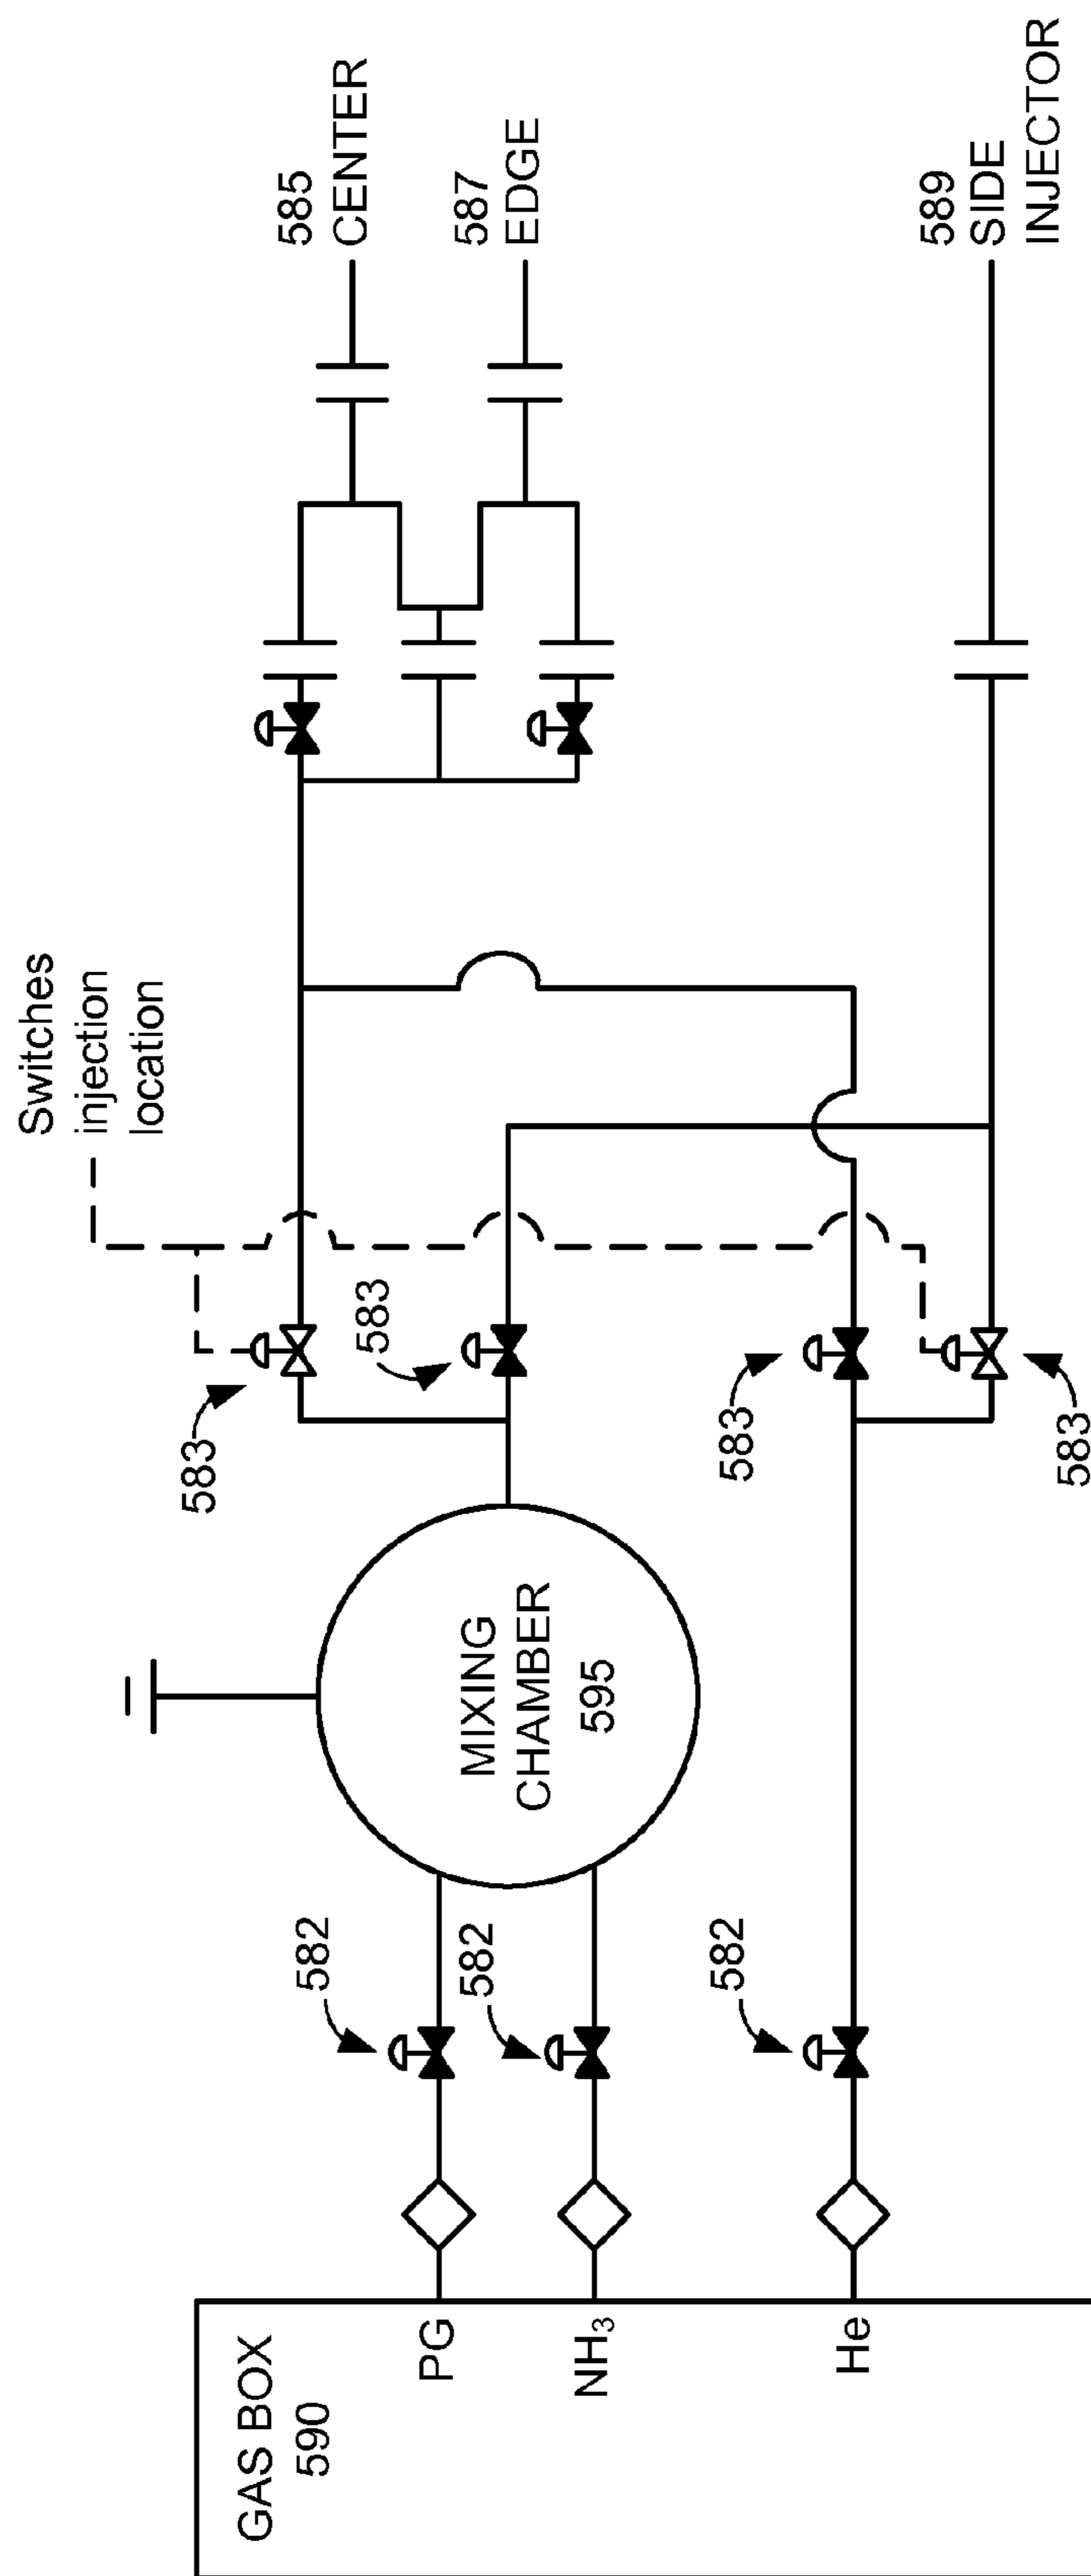 Switches
injection
location
585
CENTER
587
EDGE
589
SIDE
INJECTOR
583
583
583
583
MIXING
CHAMBER
595
582
582
582
GAS BOX
590
PG
NH₃
He